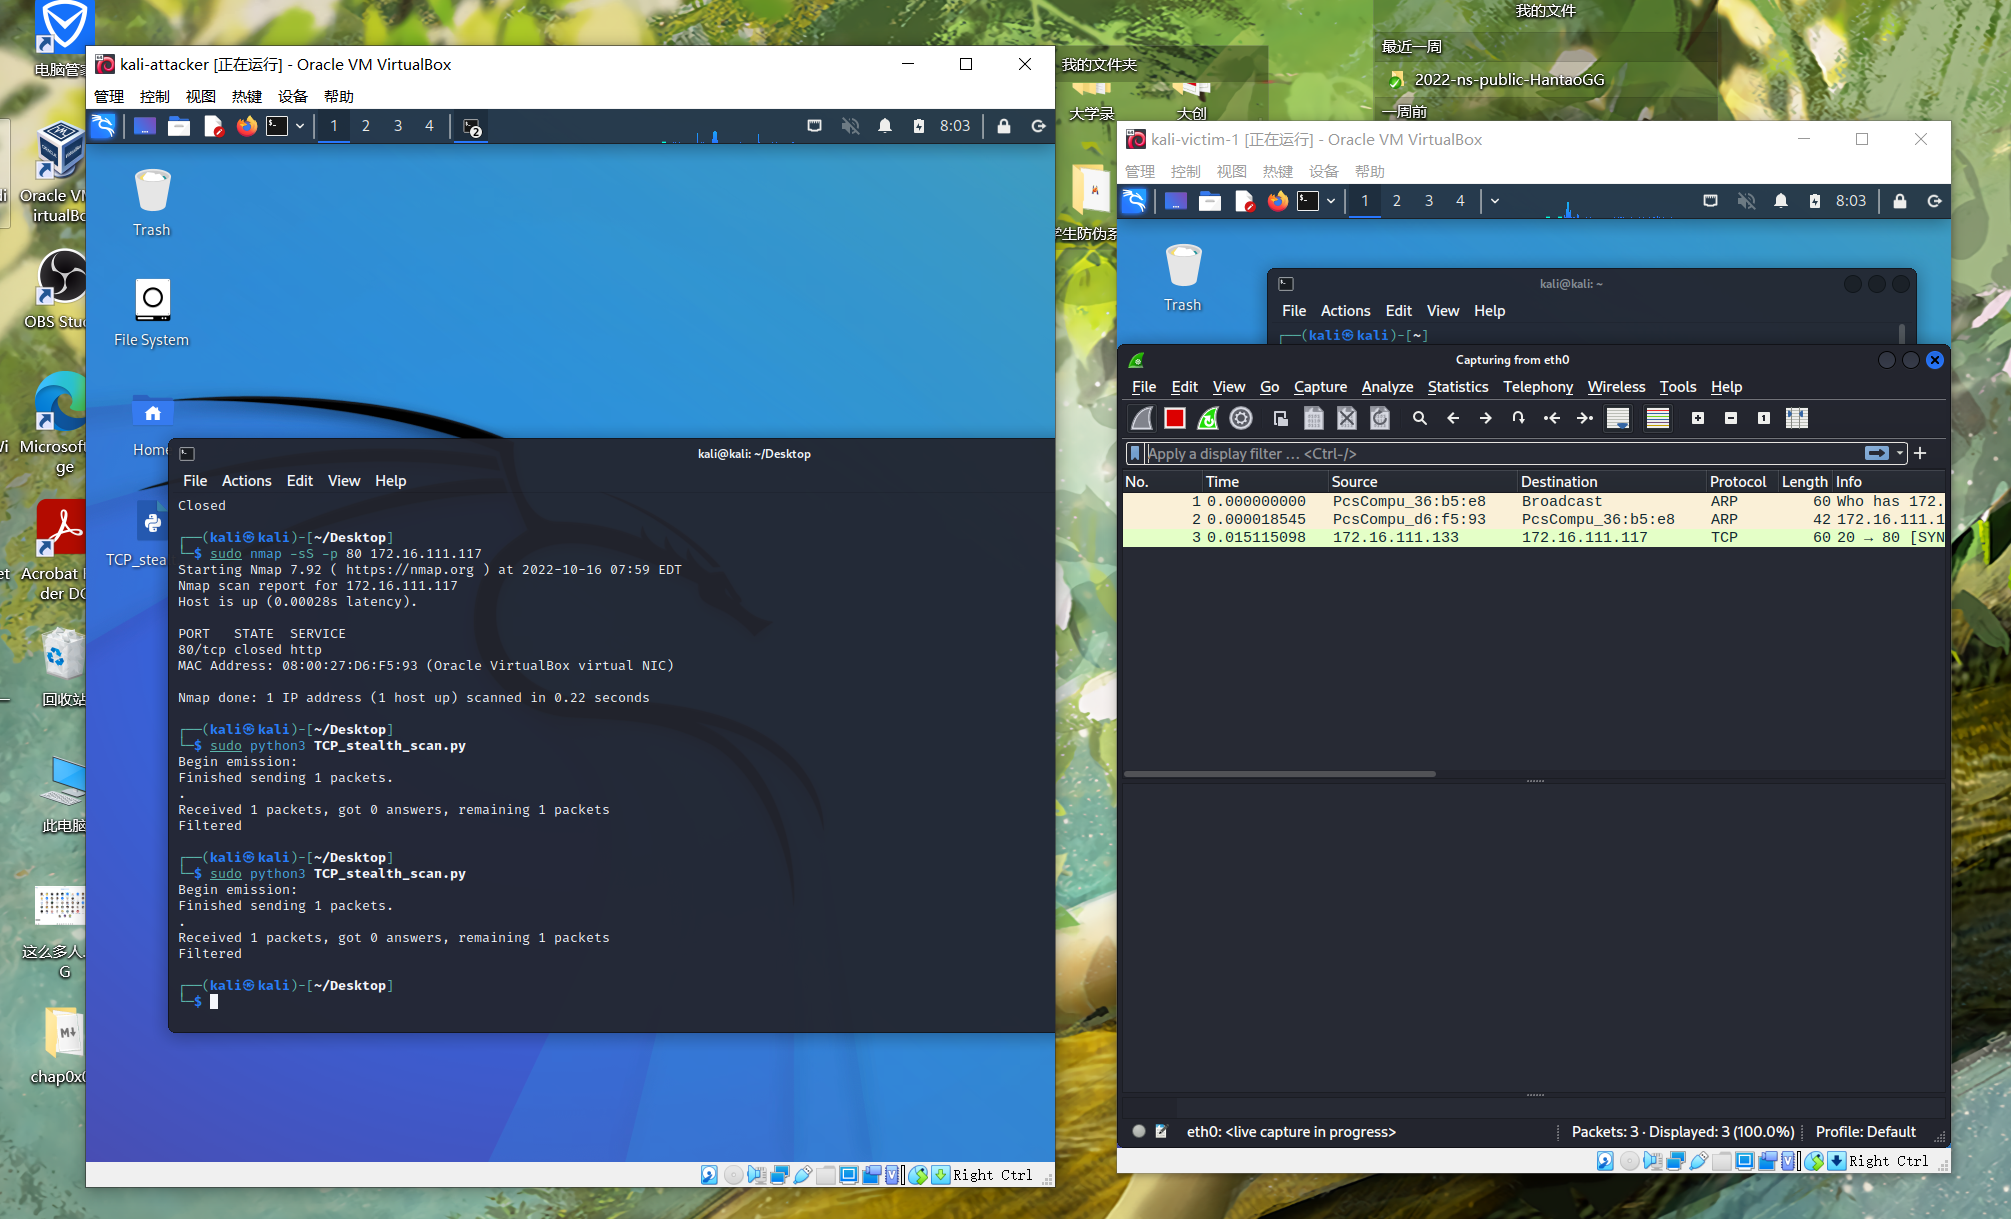 电脑管家
Oracle VM
irtualBo
OBS Stud
Microsoft
ge
Acrobat
der DC
回收站
此电脑
这么多人.
G
chap0x0
我的文件夹
大学录
大创
学生防伪系
我的文件
最近一周
2022-ns-public-HantaoGG
一周前
kali-attacker [正在运行] - Oracle VM VirtualBox
管理 控制 视图 热键 设备 帮助
1 2 3 4 2 8:03
Trash
File System
Home
TCP_stea
kali@kali: ~/Desktop
File Actions Edit View Help
Closed
┌──(kali㉿kali)-[~/Desktop]
└─$ sudo nmap -sS -p 80 172.16.111.117
Starting Nmap 7.92 ( https://nmap.org ) at 2022-10-16 07:59 EDT
Nmap scan report for 172.16.111.117
Host is up (0.00028s latency).
PORT STATE SERVICE
80/tcp closed http
MAC Address: 08:00:27:D6:F5:93 (Oracle VirtualBox virtual NIC)
Nmap done: 1 IP address (1 host up) scanned in 0.22 seconds
┌──(kali㉿kali)-[~/Desktop]
└─$ sudo python3 TCP_stealth_scan.py
Begin emission:
Finished sending 1 packets.
.
Received 1 packets, got 0 answers, remaining 1 packets
Filtered
┌──(kali㉿kali)-[~/Desktop]
└─$ sudo python3 TCP_stealth_scan.py
Begin emission:
Finished sending 1 packets.
.
Received 1 packets, got 0 answers, remaining 1 packets
Filtered
┌──(kali㉿kali)-[~/Desktop]
└─$
Right Ctrl
kali-victim-1 [正在运行] - Oracle VM VirtualBox
管理 控制 视图 热键 设备 帮助
1 2 3 4 8:03
Trash
kali@kali: ~
File Actions Edit View Help
┌──(kali㉿kali)-[~]
Capturing from eth0
File Edit View Go Capture Analyze Statistics Telephony Wireless Tools Help
Apply a display filter … <Ctrl-/>
No. Time Source Destination Protocol Length Info
1 0.000000000 PcsCompu_36:b5:e8 Broadcast ARP 60 Who has 172.
2 0.000018545 PcsCompu_d6:f5:93 PcsCompu_36:b5:e8 ARP 42 172.16.111.1
3 0.015115098 172.16.111.133 172.16.111.117 TCP 60 20 → 80 [SYN
eth0: <live capture in progress>
Packets: 3 · Displayed: 3 (100.0%)
Profile: Default
Right Ctrl